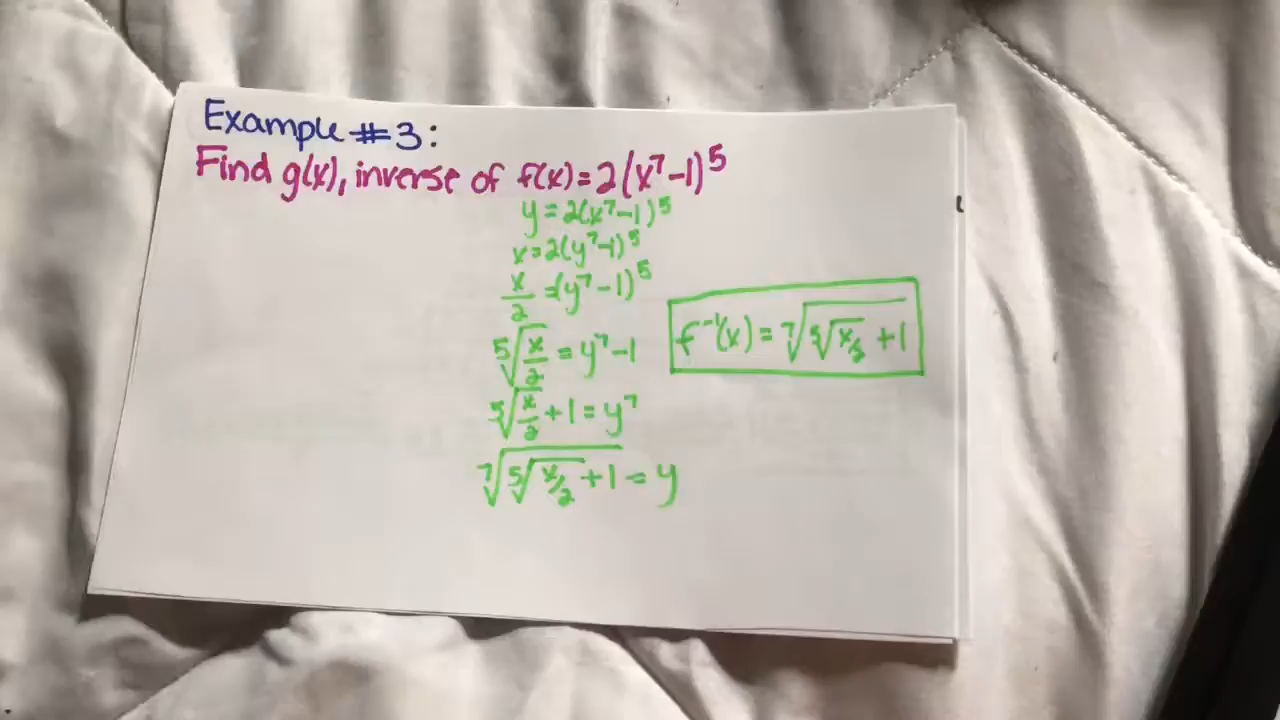 Example #3:
Find g(x), inverse of f(x)=2(x⁷-1)⁵
y=2(x⁷-1)⁵
x=2(y⁷-1)⁵
x/2=(y⁷-1)⁵
⁵√(x/2)=y⁷-1
⁵√(x/2)+1=y⁷
⁷√(⁵√(x/2)+1)=y
f⁻¹(x)=⁷√(⁵√(x/2)+1)